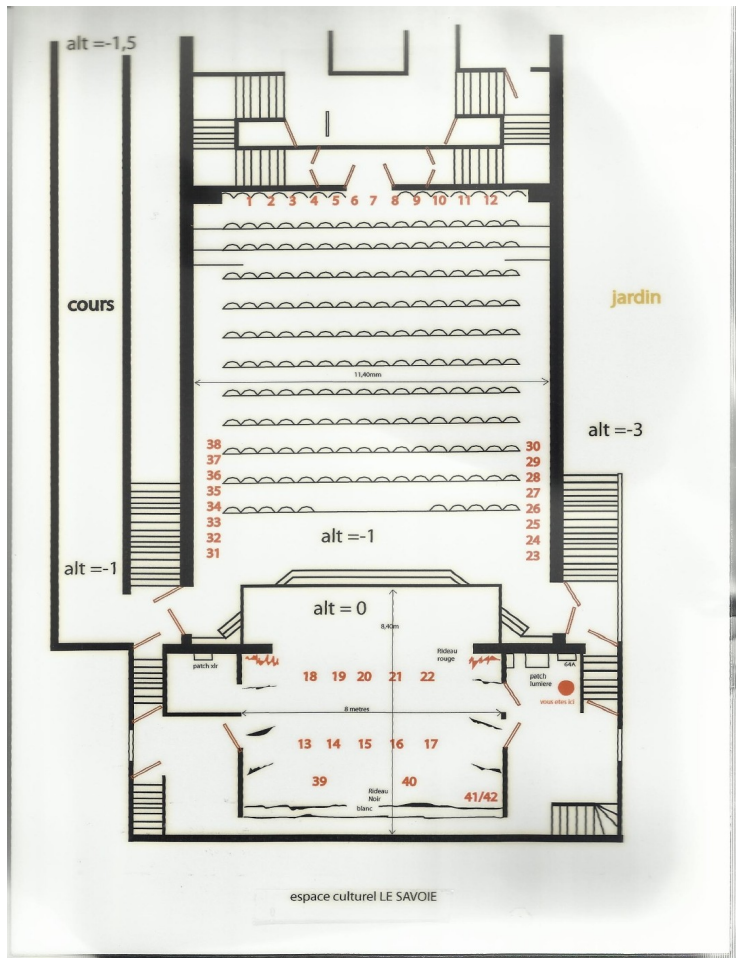 alt =-1,5
1 2 3 4 5 6 7 8 9 10 11 12
cours
jardin
11,40mm
alt =-3
38
37
36
35
34
33
32
31
30
29
28
27
26
25
24
23
alt =-1
alt =-1
alt = 0
8,40m
patch xlr
Rideau
rouge
64A
patch
lumiere
vous etes ici
18 19 20 21 22
8 metres
13 14 15 16 17
39
40
Rideau
Noir
blanc
41/42
espace culturel LE SAVOIE